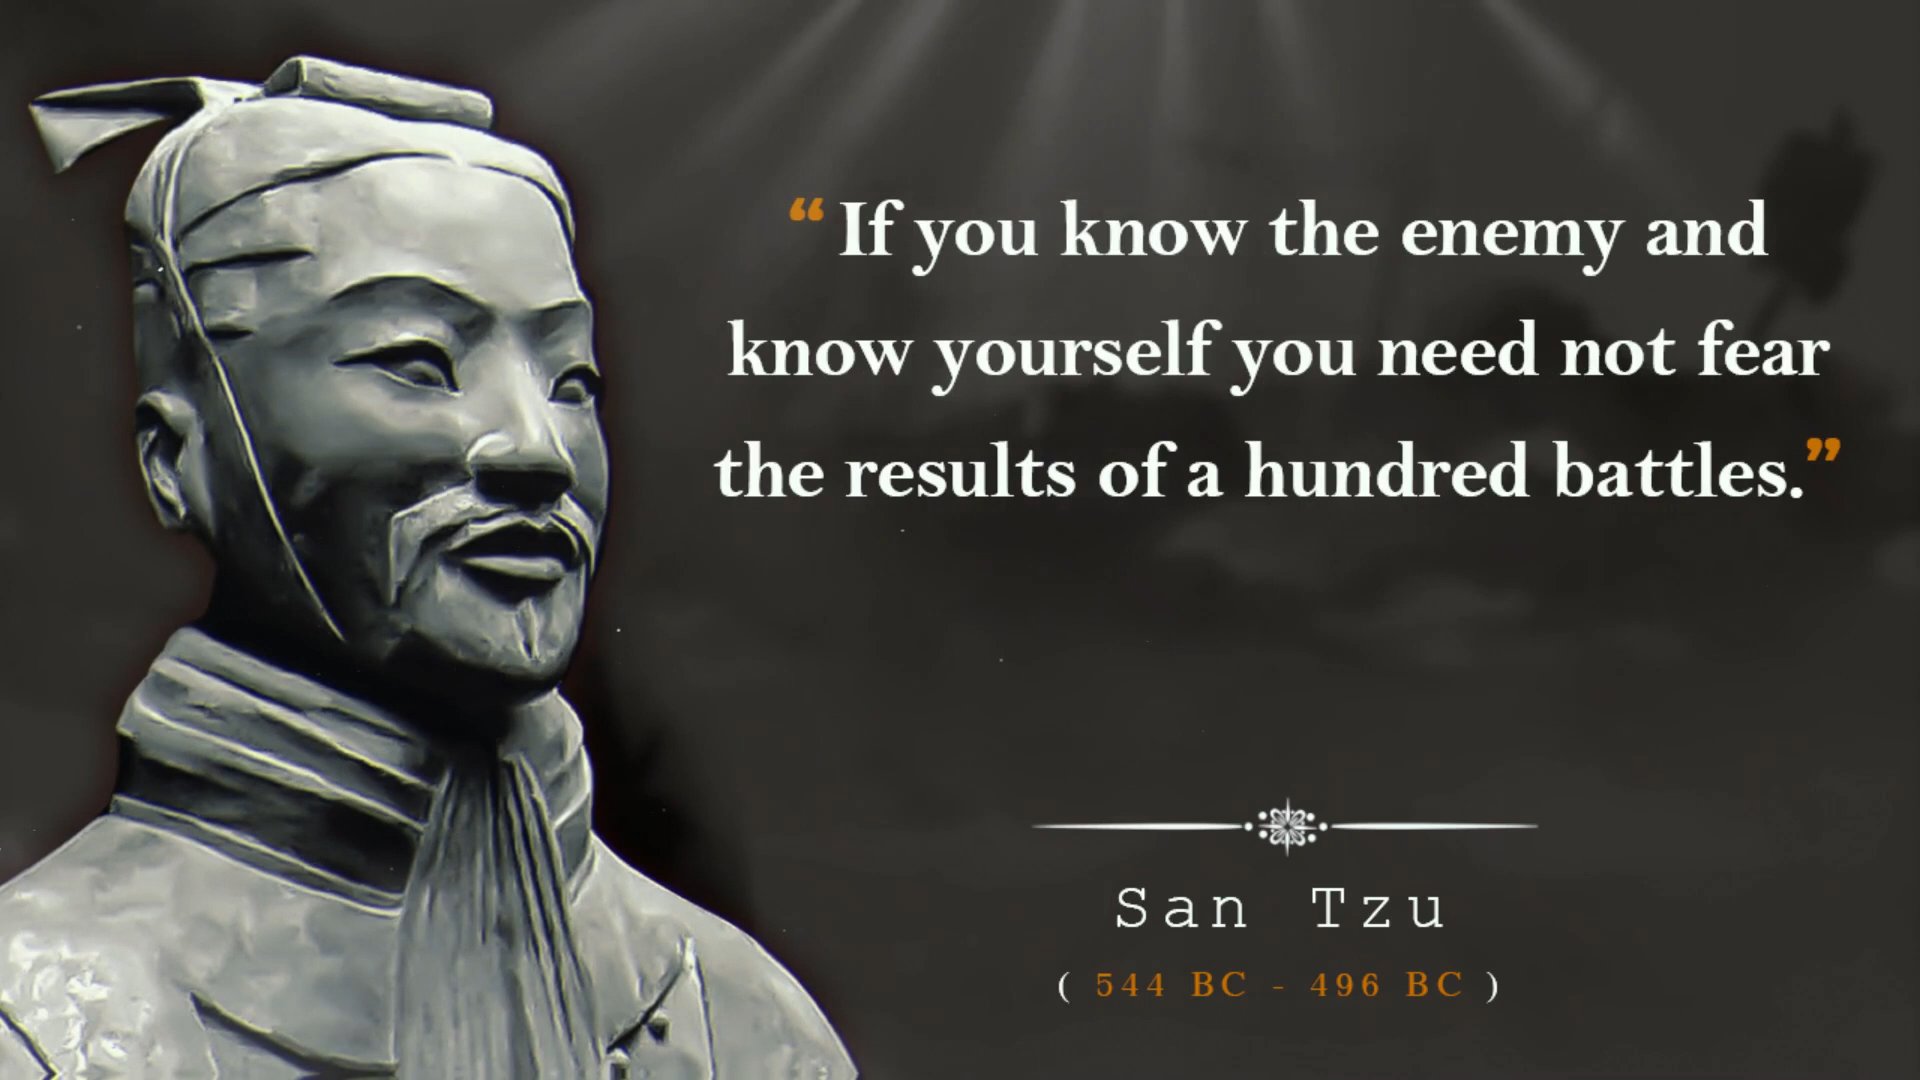 “If you know the enemy and
know yourself you need not fear
the results of a hundred battles.”
San Tzu
( 544 BC - 496 BC )